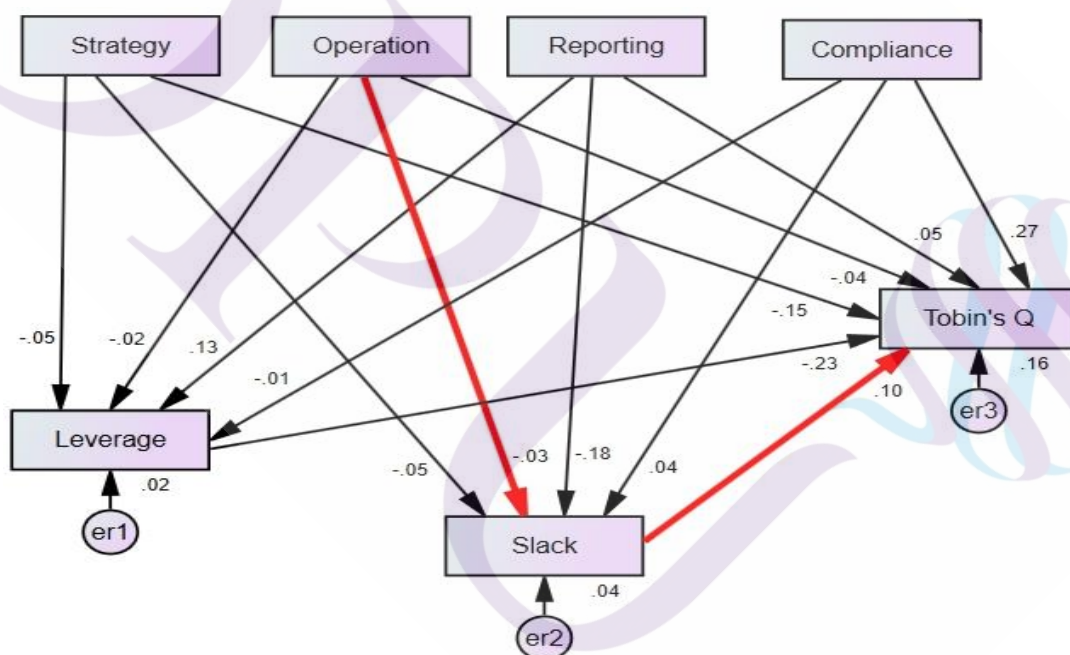 Strategy
Operation
Reporting
Compliance
.05
.27
-.04
-.15
Tobin's Q
-.05
-.02
.13
-.01
-.23
.16
.10
er3
Leverage
.02
-.05
-.03
-.18
.04
er1
Slack
.04
er2